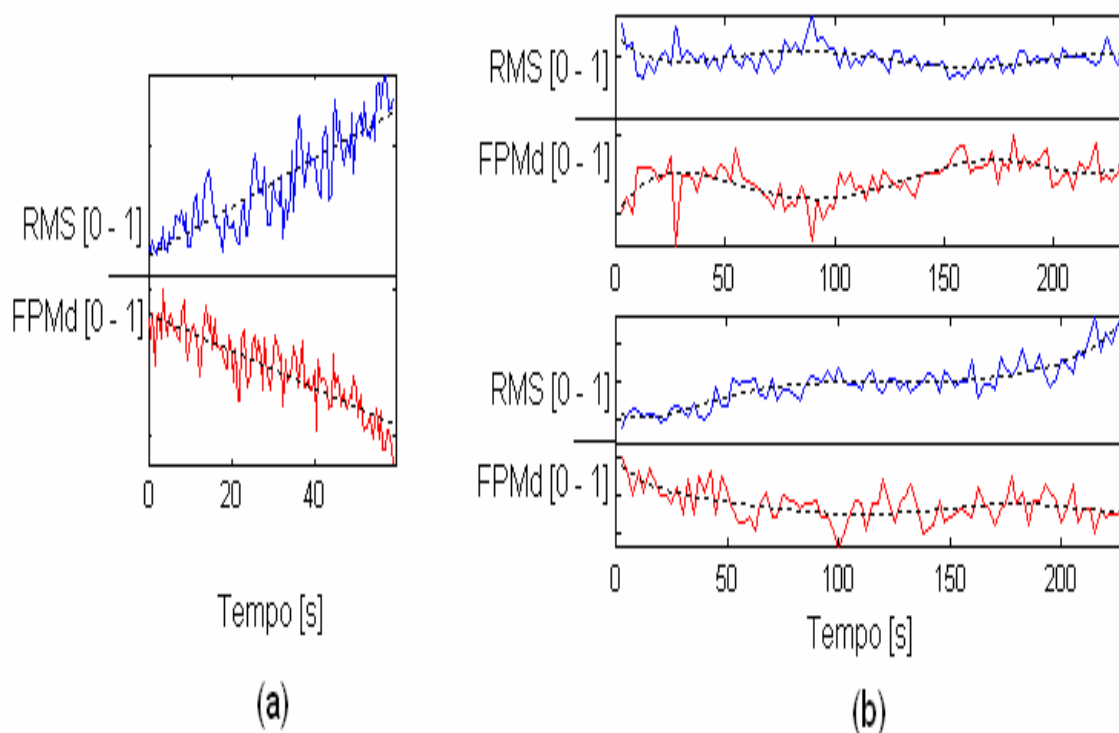 RMS [0 - 1]
FPMd [0 - 1]
0 20 40
Tempo [s]
(a)
RMS [0 - 1]
FPMd [0 - 1]
0 50 100 150 200
RMS [0 - 1]
FPMd [0 - 1]
0 50 100 150 200
Tempo [s]
(b)